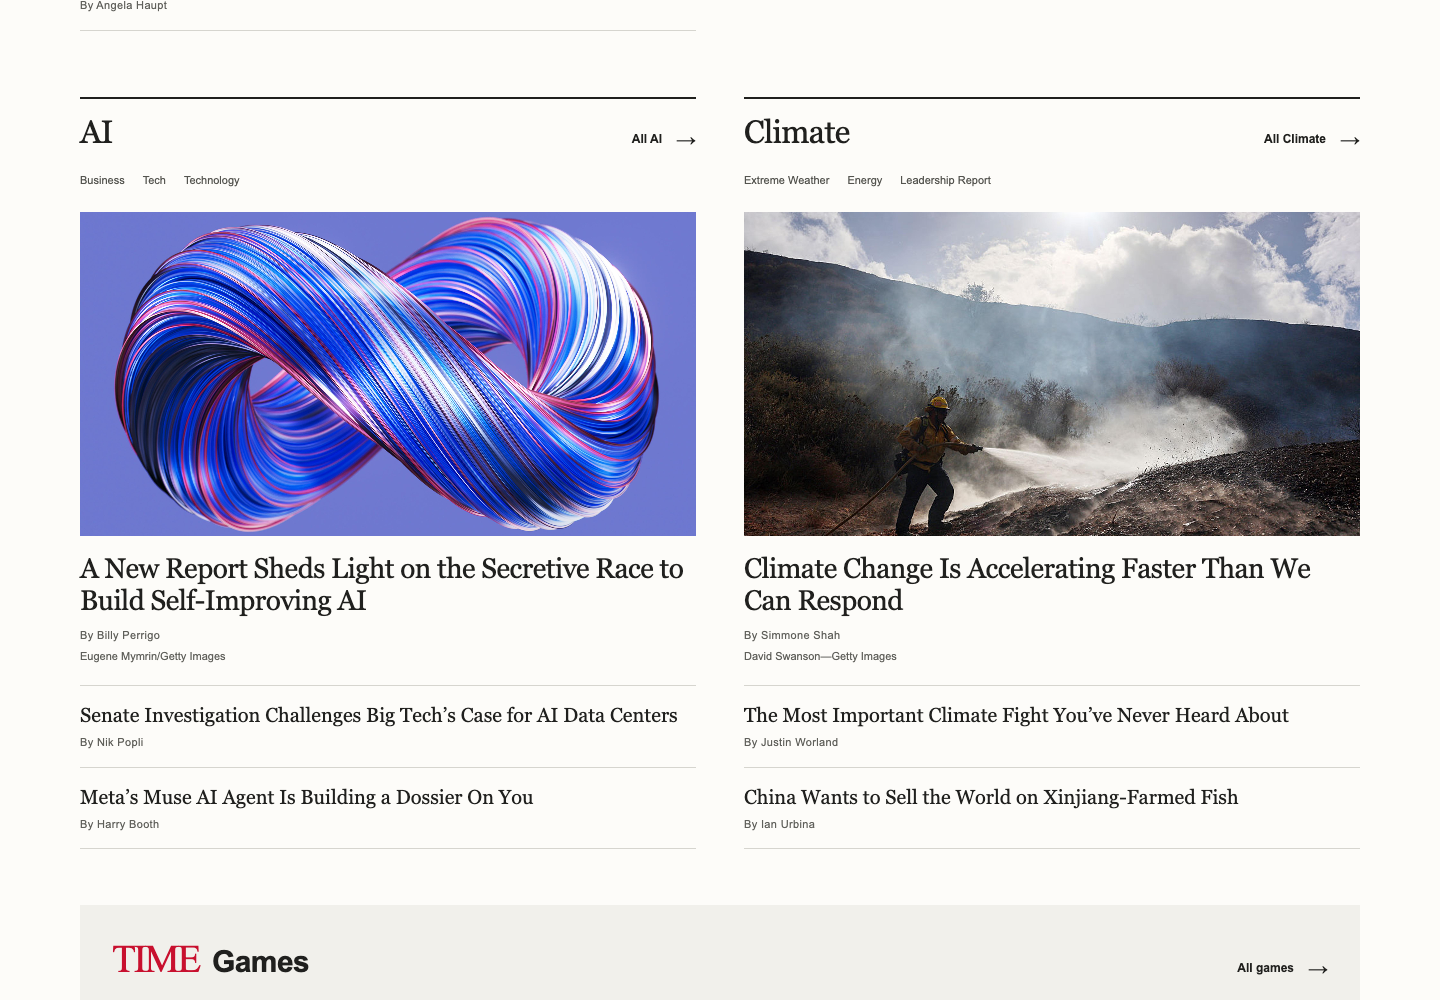 By Angela Haupt
AI
All AI →
Business Tech Technology
A New Report Sheds Light on the Secretive Race to
Build Self-Improving AI
By Billy Perrigo
Eugene Mymrin/Getty Images
Senate Investigation Challenges Big Tech’s Case for AI Data Centers
By Nik Popli
Meta’s Muse AI Agent Is Building a Dossier On You
By Harry Booth
Climate
All Climate →
Extreme Weather Energy Leadership Report
Climate Change Is Accelerating Faster Than We
Can Respond
By Simmone Shah
David Swanson—Getty Images
The Most Important Climate Fight You’ve Never Heard About
By Justin Worland
China Wants to Sell the World on Xinjiang-Farmed Fish
By Ian Urbina
TIME Games
All games →